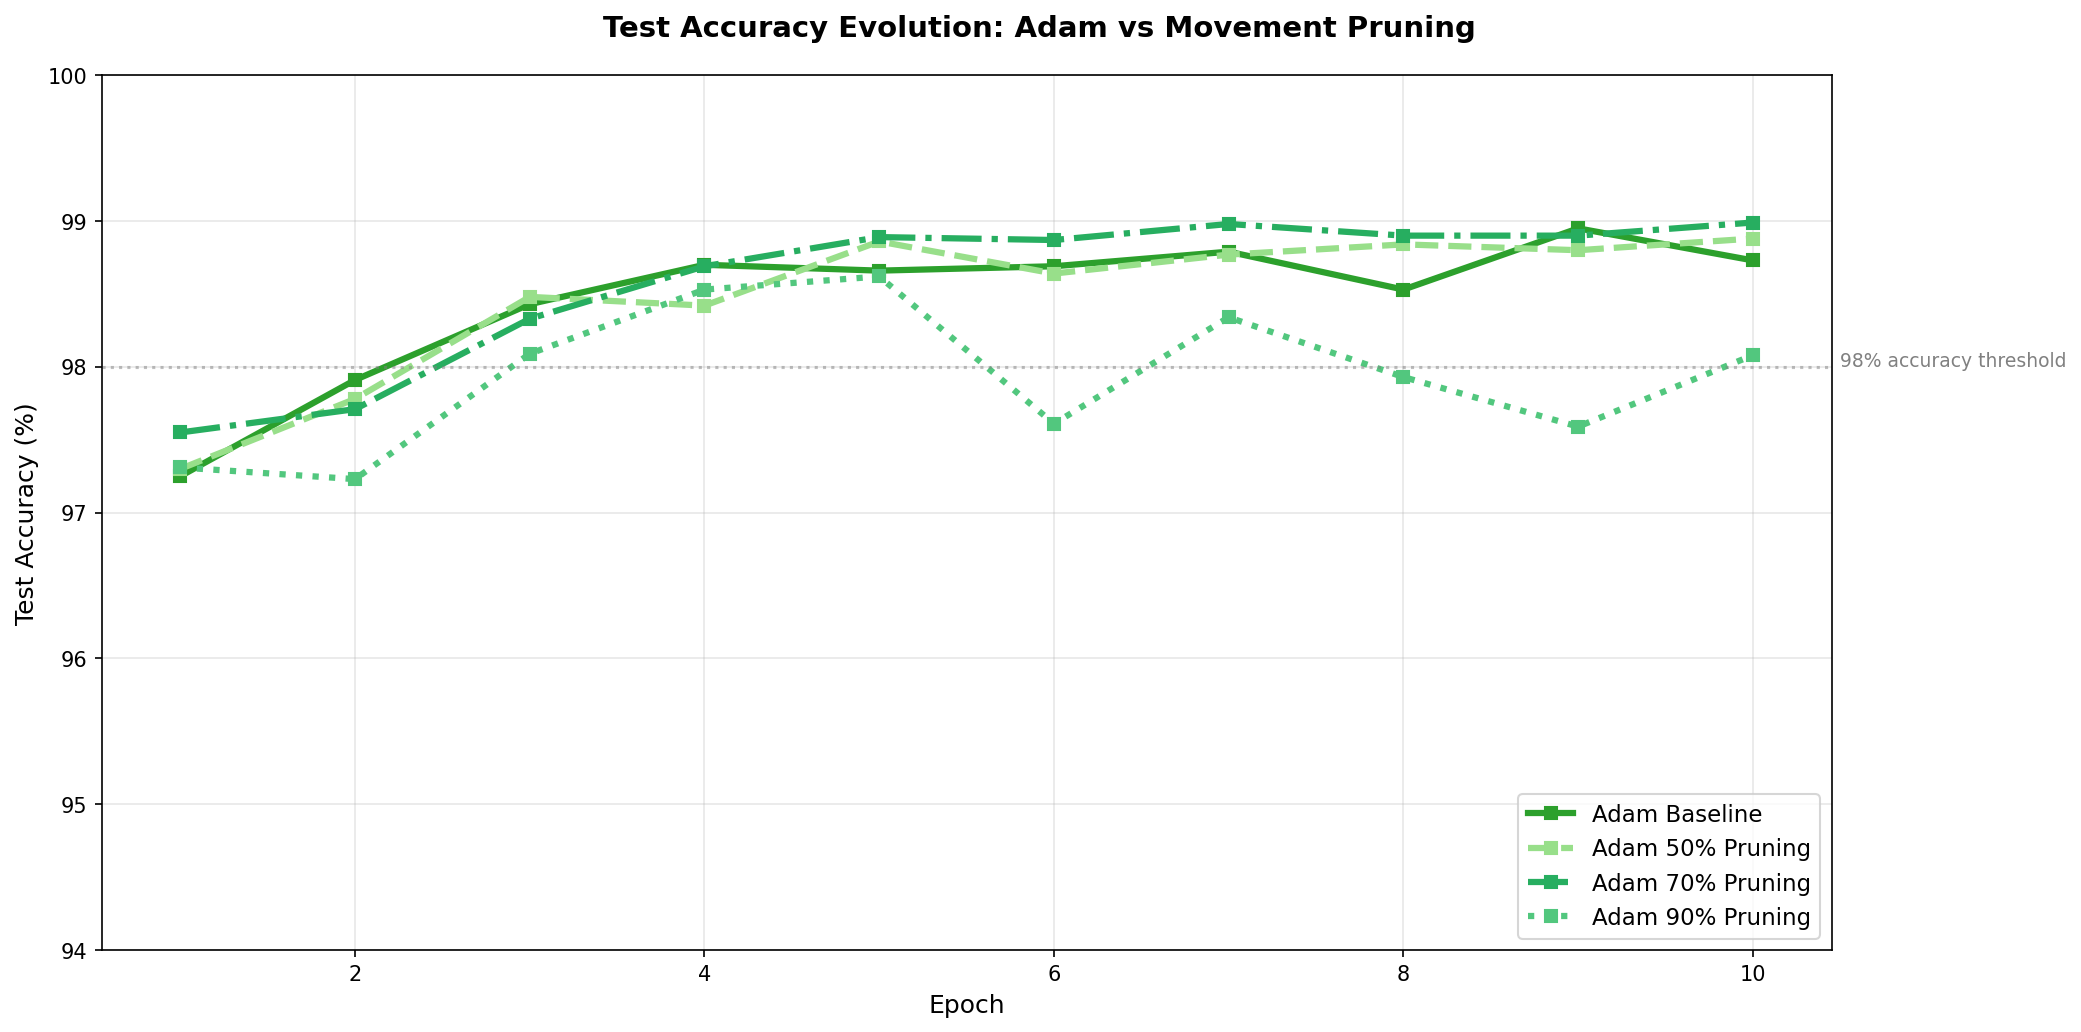 Test Accuracy Evolution: Adam vs Movement Pruning
100
99
98
97
96
95
94
Test Accuracy (%)
98% accuracy threshold
Adam Baseline
Adam 50% Pruning
Adam 70% Pruning
Adam 90% Pruning
2 4 6 8 10
Epoch